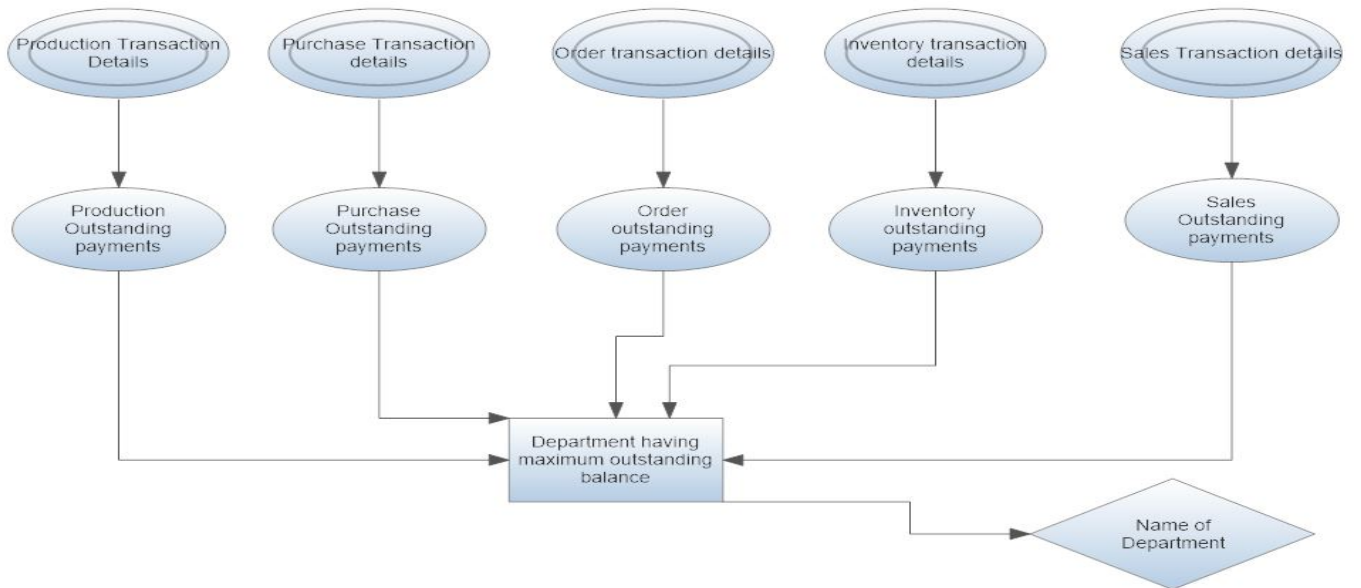 Production Transaction
Details
Purchase Transaction
details
Order transaction details
Inventory transaction
details
Sales Transaction details
Production
Outstanding
payments
Purchase
Outstanding
payments
Order
outstanding
payments
Inventory
outstanding
payments
Sales
Outstanding
payments
Department having
maximum outstanding
balance
Name of
Department